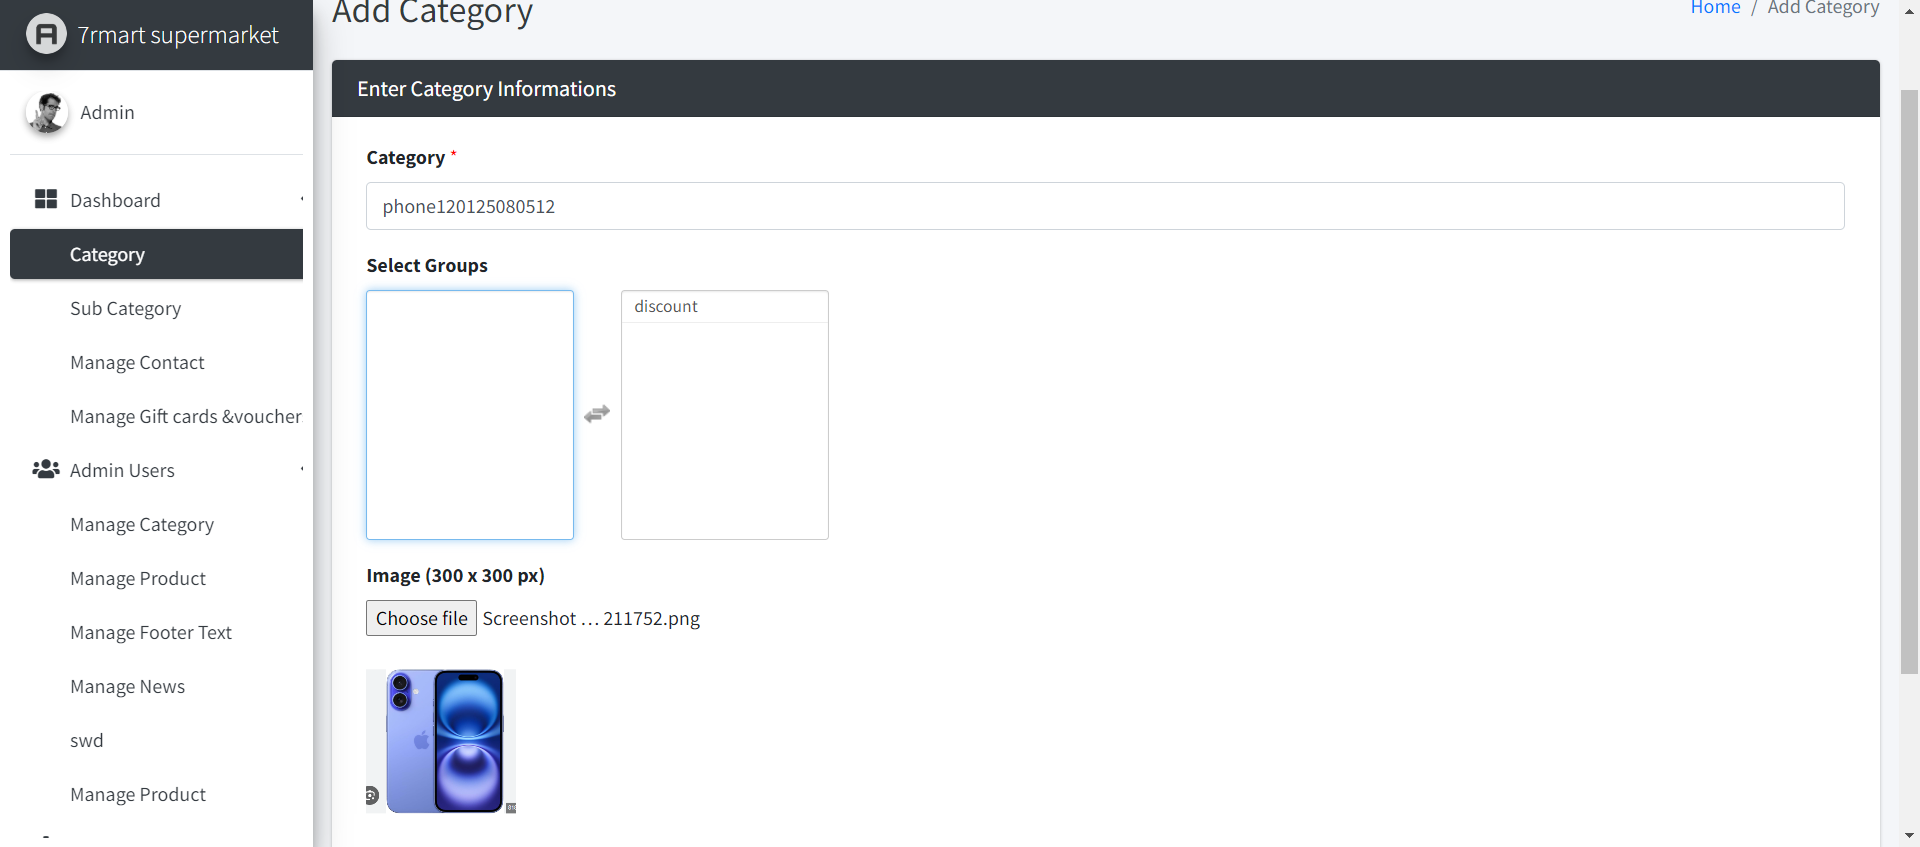 7rmart supermarket
Admin
Dashboard
Category
Sub Category
Manage Contact
Manage Gift cards &voucher
Admin Users
Manage Category
Manage Product
Manage Footer Text
Manage News
swd
Manage Product
Add Category
Home / Add Category
Enter Category Informations
Category *
phone120125080512
Select Groups
discount
Image (300 x 300 px)
Choose file Screenshot ... 211752.png